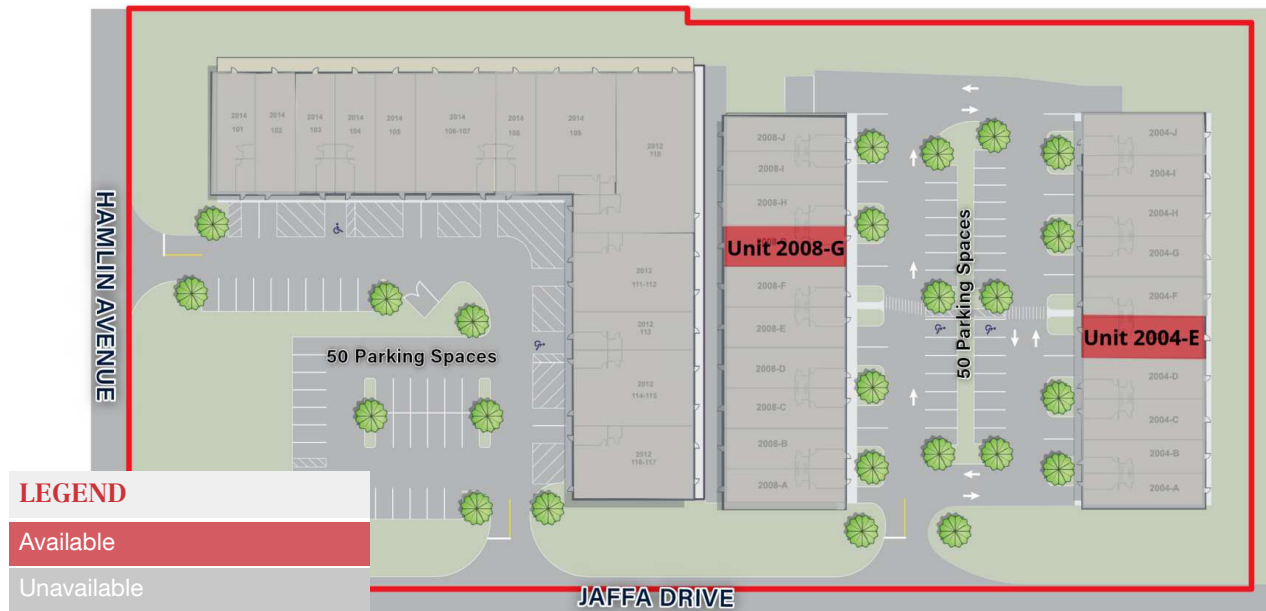 2014
101
2014
102
2014
103
2014
104
2014
105
2014
106-107
2014
108
2014
109
2012
110
2012
111-112
2012
113
2012
114-115
2012
116-117
2008-J
2008-I
2008-H
Unit 2008-G
2008-F
2008-E
2008-D
2008-C
2008-B
2008-A
50 Parking Spaces
2004-J
2004-I
2004-H
2004-G
2004-F
Unit 2004-E
2004-D
2004-C
2004-B
2004-A
HAMLIN AVENUE
50 Parking Spaces
LEGEND
Available
Unavailable
JAFFA DRIVE